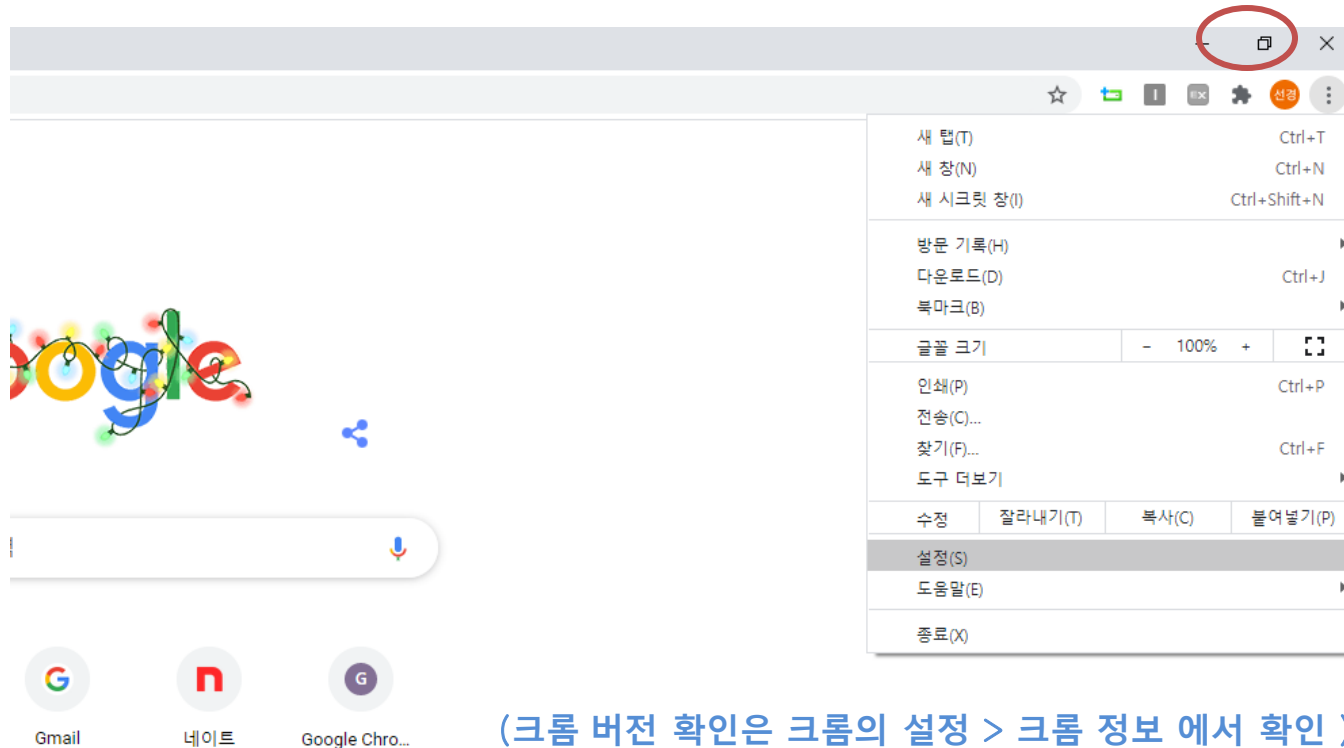 선경
새 탭(T) Ctrl+T
새 창(N) Ctrl+N
새 시크릿 창(I) Ctrl+Shift+N
방문 기록(H)
다운로드(D) Ctrl+J
북마크(B)
글꼴 크기 - 100% +
인쇄(P) Ctrl+P
전송(C)...
찾기(F)... Ctrl+F
도구 더보기
수정 잘라내기(T) 복사(C) 붙여넣기(P)
설정(S)
도움말(E)
종료(X)
oogle
G
Gmail 네이트 Google Chro...
(크롬 버전 확인은 크롬의 설정 > 크롬 정보 에서 확인 )